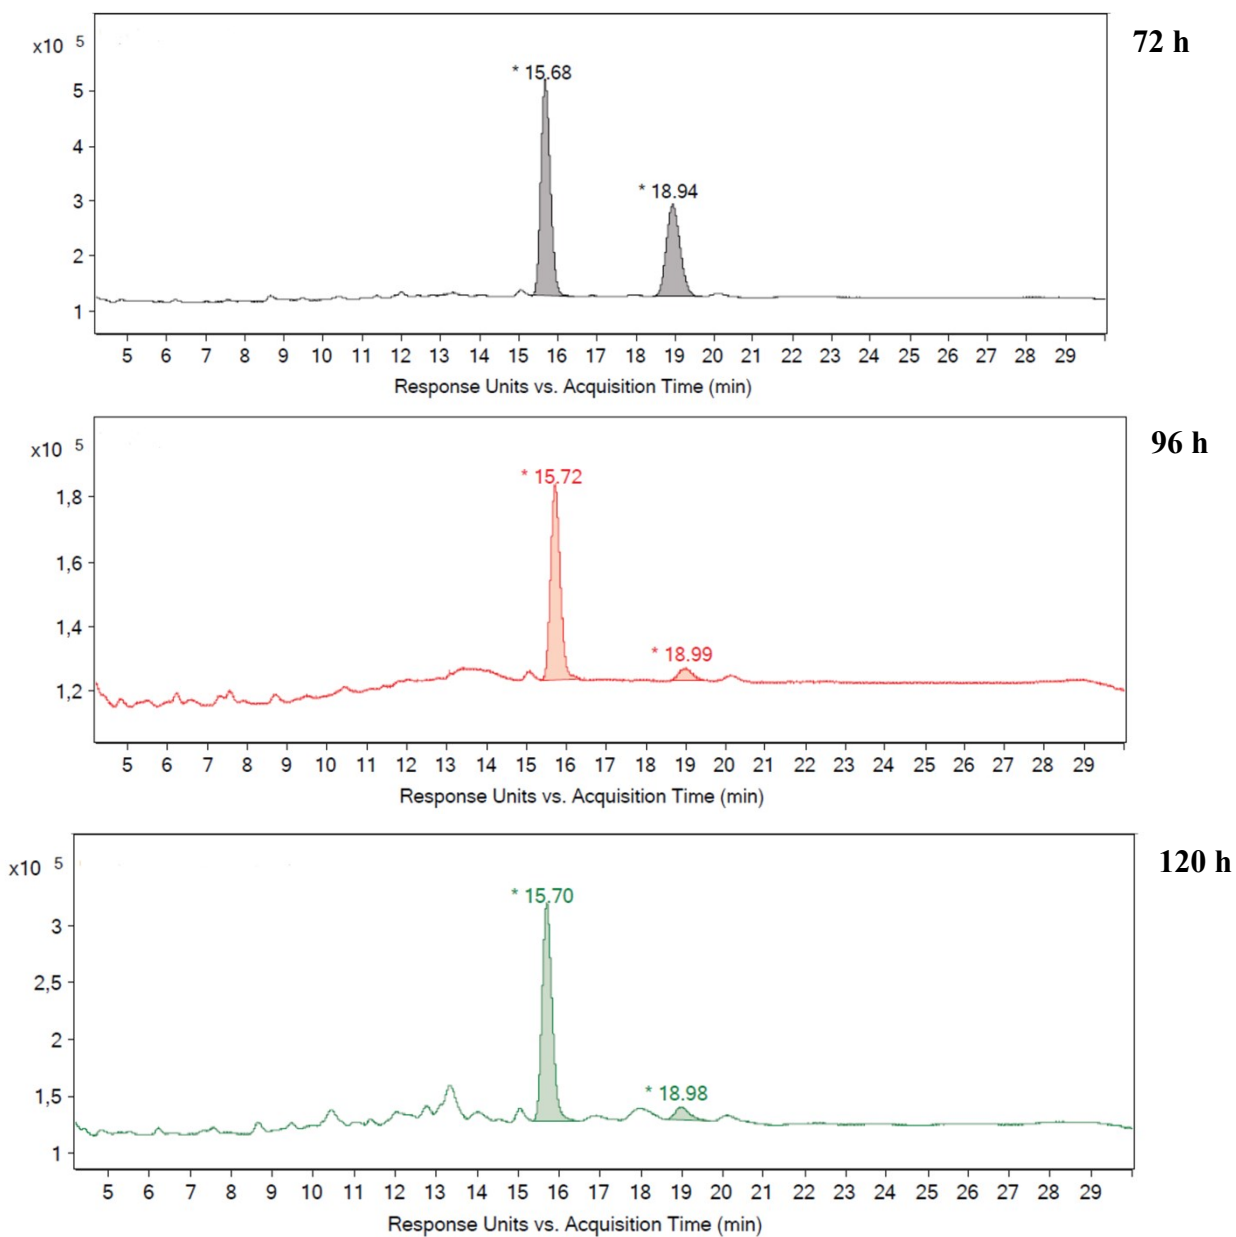 x10 5
72 h
* 15.68
5
4
* 18.94
3
2
1
5 6 7 8 9 10 11 12 13 14 15 16 17 18 19 20 21 22 23 24 25 26 27 28 29
Response Units vs. Acquisition Time (min)
x10 5
96 h
* 15.72
1,8
1,6
1,4
* 18.99
1,2
5 6 7 8 9 10 11 12 13 14 15 16 17 18 19 20 21 22 23 24 25 26 27 28 29
Response Units vs. Acquisition Time (min)
x10 5
120 h
* 15.70
3
2,5
2
1,5
* 18.98
1
5 6 7 8 9 10 11 12 13 14 15 16 17 18 19 20 21 22 23 24 25 26 27 28 29
Response Units vs. Acquisition Time (min)